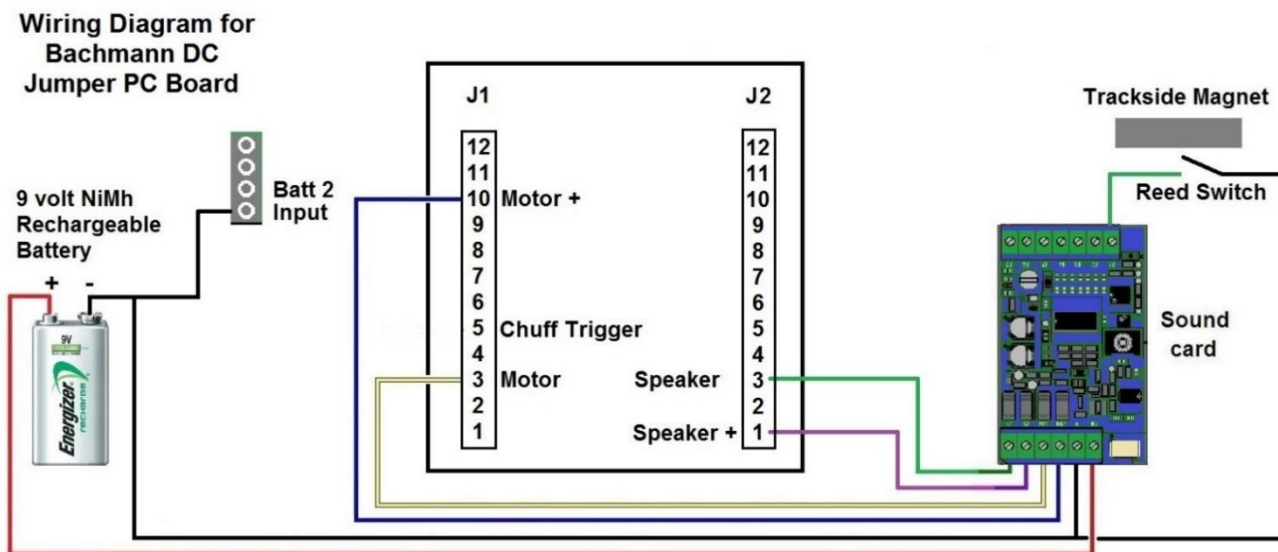 Wiring Diagram for
Bachmann DC
Jumper PC Board
J1
J2
Trackside Magnet
Reed Switch
9 volt NiMh
Rechargeable
Battery
+ -
Batt 2
Input
9V
Energizer
RECHARGE
12
11
10 Motor +
9
8
7
6
5 Chuff Trigger
4
3 Motor
2
1
12
11
10
9
8
7
6
5
4
Speaker 3
2
Speaker + 1
Sound
card